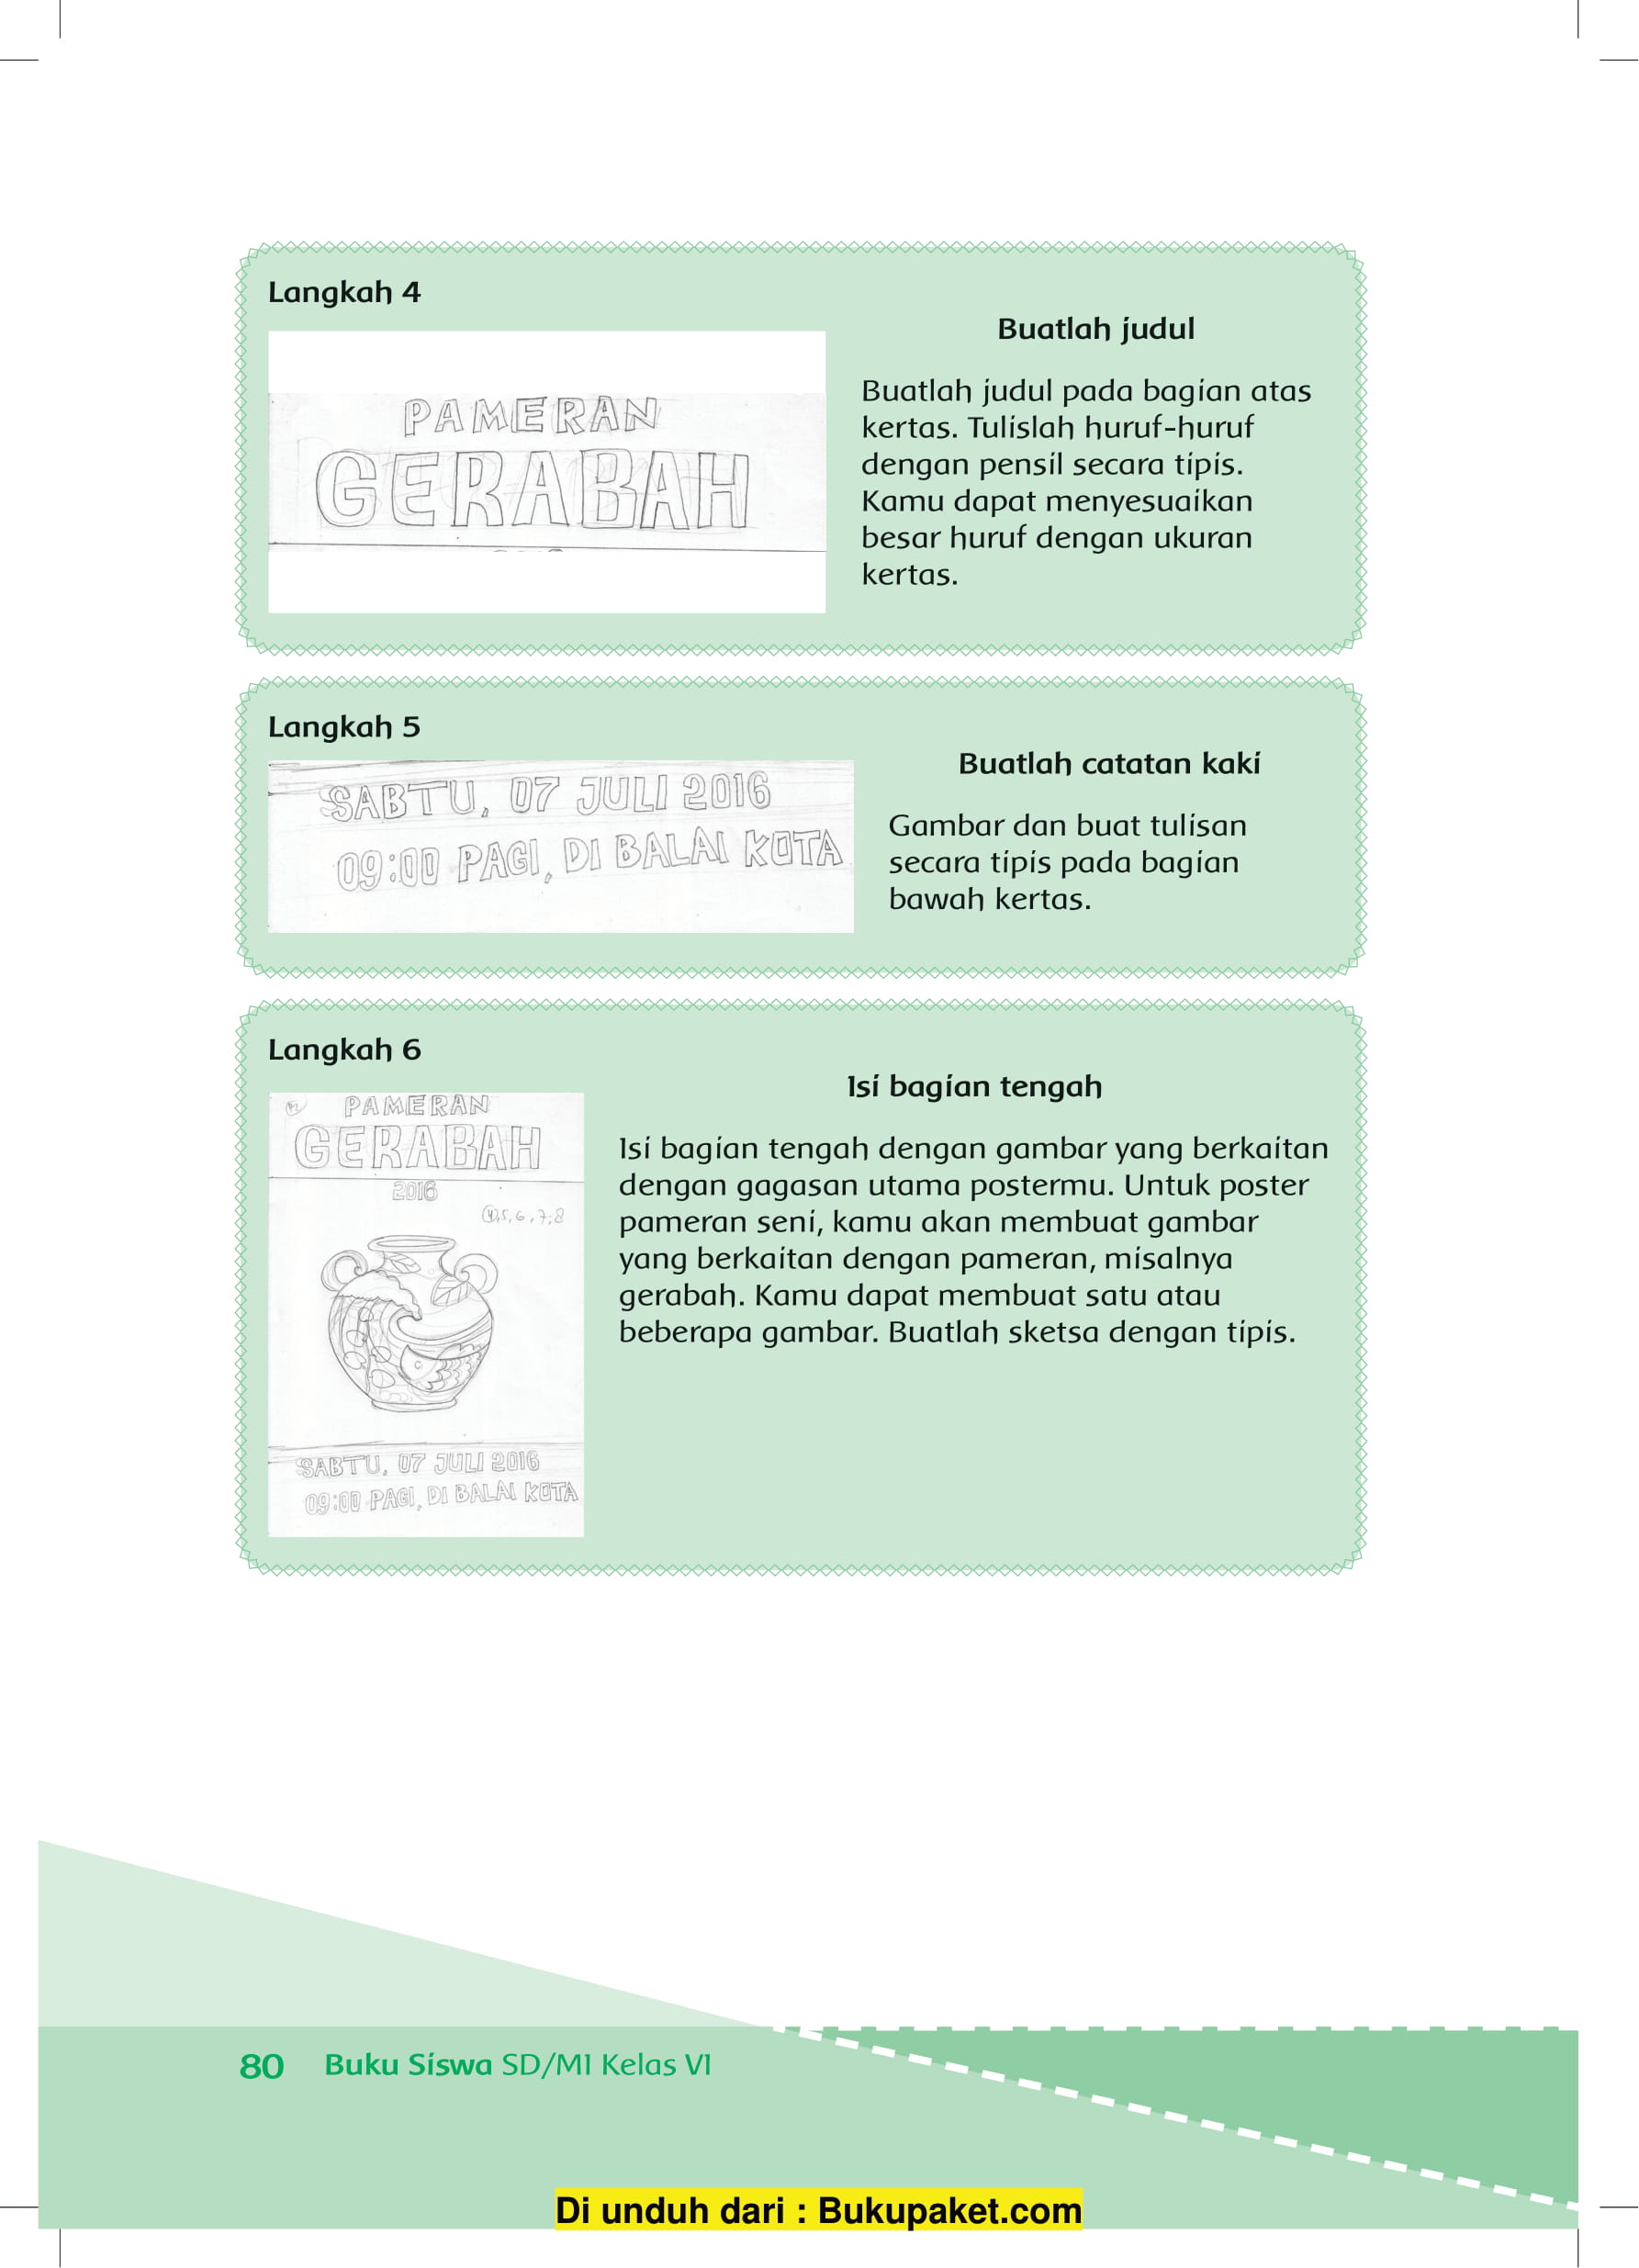 Langkah 4
PAMERAN
GERABAH
Buatlah judul
Buatlah judul pada bagian atas
kertas. Tulislah huruf-huruf
dengan pensil secara tipis.
Kamu dapat menyesuaikan
besar huruf dengan ukuran
kertas.
Langkah 5
SABTU, 07 JULI 2016
09:00 PAGI, DI BALAI KOTA
Buatlah catatan kaki
Gambar dan buat tulisan
secara tipis pada bagian
bawah kertas.
Langkah 6
PAMERAN
GERABAH
2016
4,5,6,7,8
SABTU, 07 JULI 2016
09:00 PAGI, DI BALAI KOTA
Isi bagian tengah
Isi bagian tengah dengan gambar yang berkaitan
dengan gagasan utama postermu. Untuk poster
pameran seni, kamu akan membuat gambar
yang berkaitan dengan pameran, misalnya
gerabah. Kamu dapat membuat satu atau
beberapa gambar. Buatlah sketsa dengan tipis.
80 Buku Siswa SD/MI Kelas VI
Di unduh dari : Bukupaket.com